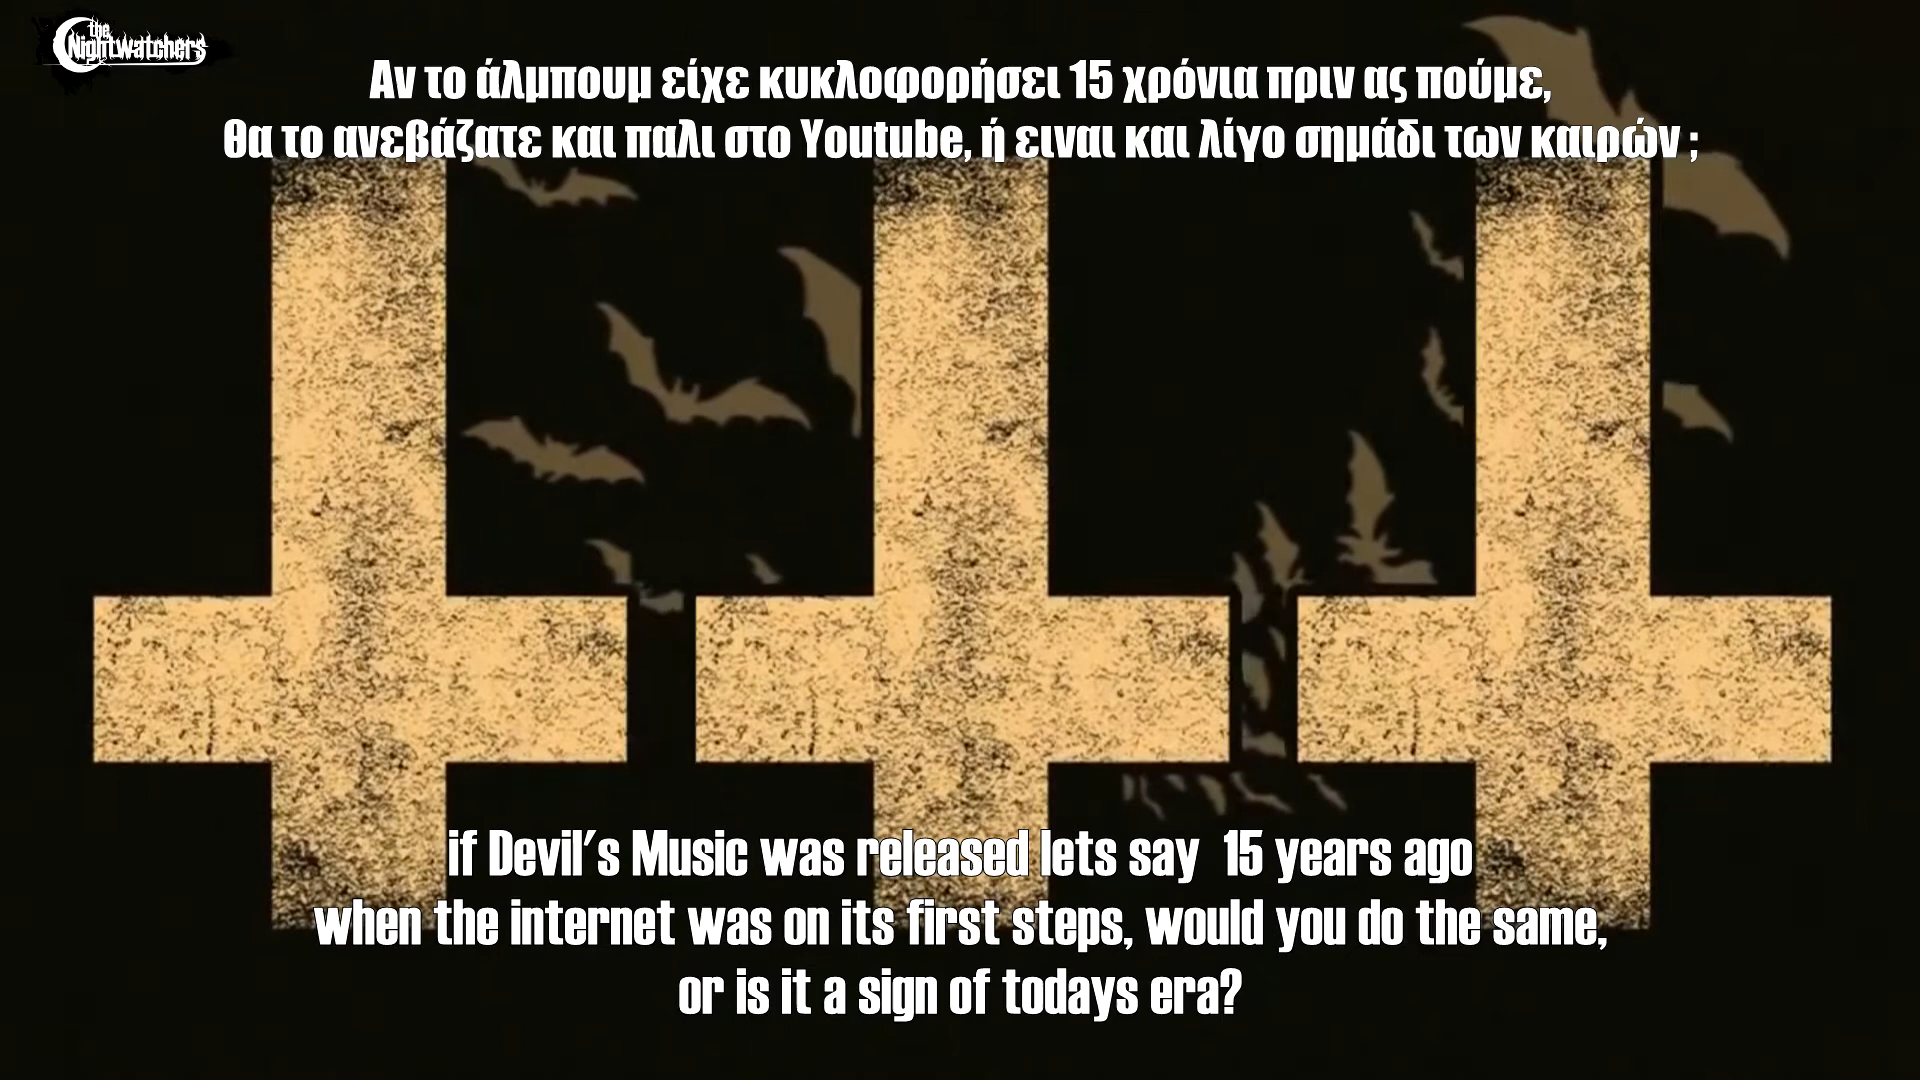 the
Nightwatchers
Αν το άλμπουμ είχε κυκλοφορήσει 15 χρόνια πριν ας πούμε,
θα το ανεβάζατε και παλι στο Youtube, ή ειναι και λίγο σημάδι των καιρών ;
if Devil's Music was released lets say 15 years ago
when the internet was on its first steps, would you do the same,
or is it a sign of todays era?